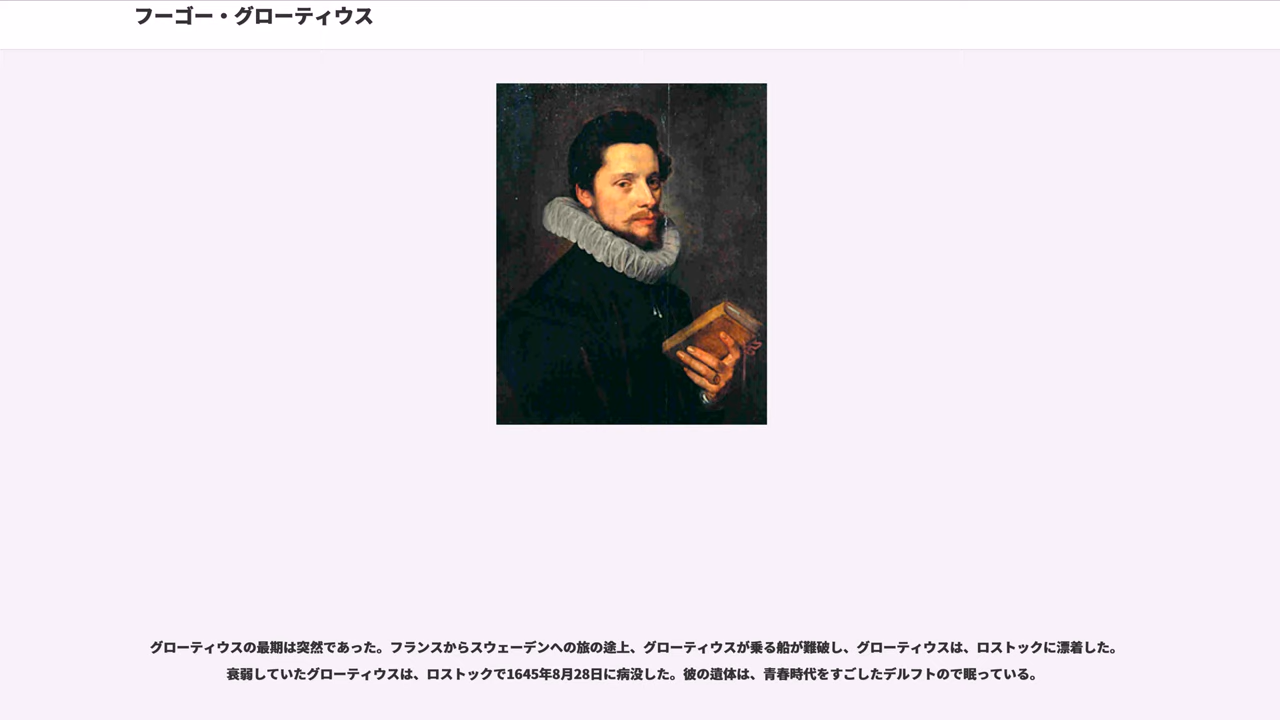 フーゴー・グローティウス
グローティウスの最期は突然であった。フランスからスウェーデンへの旅の途上、グローティウスが乗る船が難破し、グローティウスは、ロストックに漂着した。
衰弱していたグローティウスは、ロストックで1645年8月28日に病没した。彼の遺体は、青春時代をすごしたデルフトので眠っている。